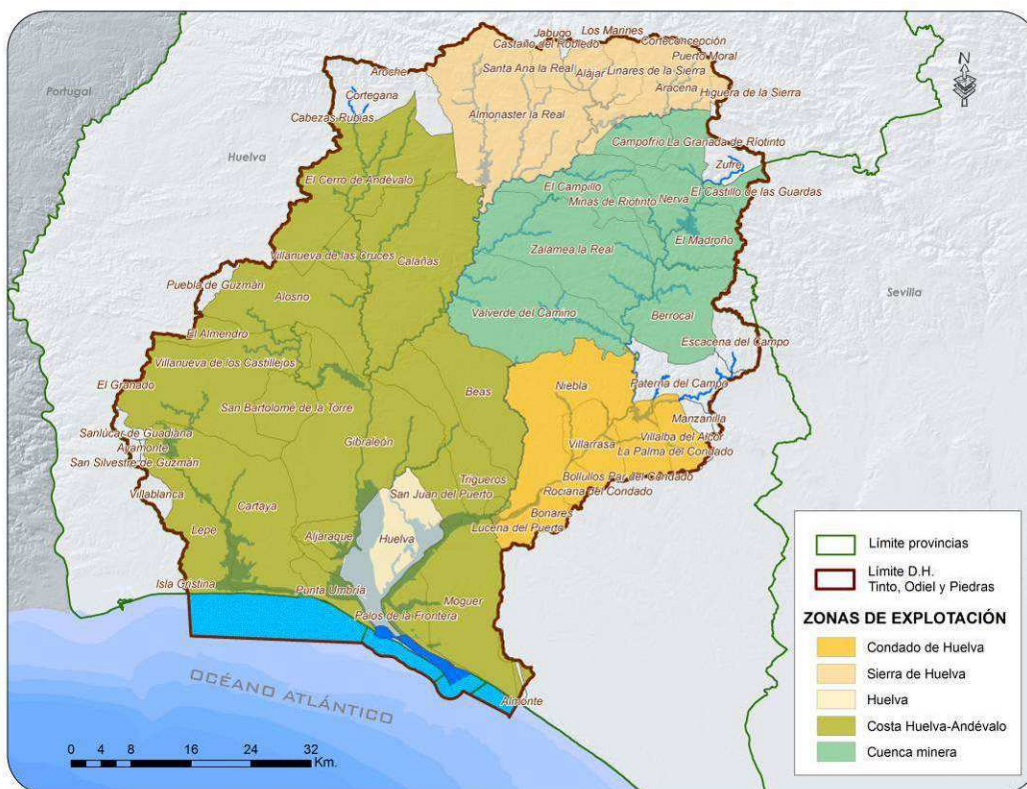 Jabugo
Los Marines
Castaño del Robledo
Corteconcepción
Puerto Moral
Santa Ana la Real
Alájar
Linares de la Sierra
Aroche
Aracena
Higuera de la Sierra
Portugal
Cortegana
Cabezas Rubias
Almonaster la Real
N
Campofrío
La Granada de Ríotinto
Huelva
Zufre
El Cerro de Andévalo
El Campillo
El Castillo de las Guardas
Minas de Ríotinto
Nerva
El Madroño
Villanueva de las Cruces
Calañas
Zalamea la Real
Puebla de Guzmán
Alosno
Sevilla
Valverde del Camino
Berrocal
El Almendro
Escacena del Campo
Villanueva de los Castillejos
El Granado
Beas
Niebla
Paterna del Campo
San Bartolomé de la Torre
Manzanilla
Sanlúcar de Guadiana
Gibraleón
Villarrasa
Villalba del Alcor
Ayamonte
La Palma del Condado
San Silvestre de Guzmán
Trigueros
Bollullos Par del Condado
Villablanca
San Juan del Puerto
Rociana del Condado
Cartaya
Bonares
Lepe
Aljaraque
Huelva
Lucena del Puerto
Isla Cristina
Punta Umbría
Moguer
Palos de la Frontera
Almonte
OCÉANO ATLÁNTICO
0 4 8 16 24 32
Km.
Límite provincias
Límite D.H.
Tinto, Odiel y Piedras
ZONAS DE EXPLOTACIÓN
Condado de Huelva
Sierra de Huelva
Huelva
Costa Huelva-Andévalo
Cuenca minera